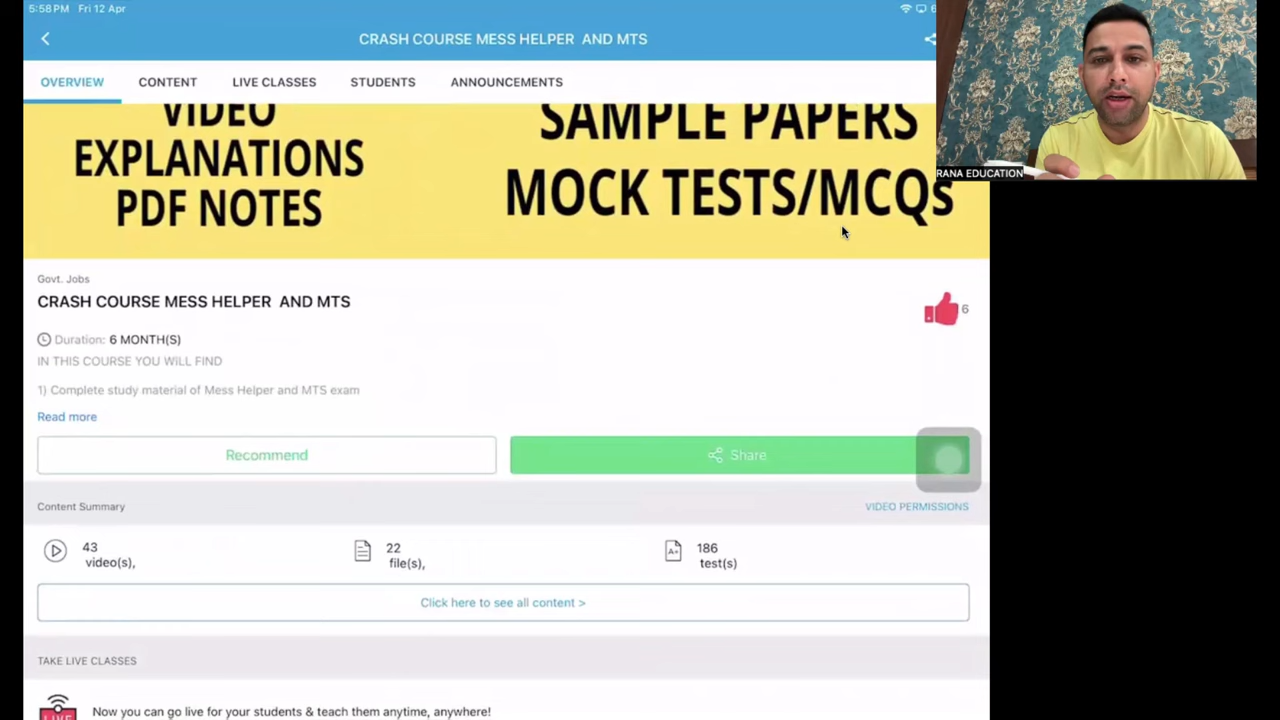 5:58 PM Fri 12 Apr
CRASH COURSE MESS HELPER AND MTS
OVERVIEW CONTENT LIVE CLASSES STUDENTS ANNOUNCEMENTS
VIDEO
EXPLANATIONS
PDF NOTES
SAMPLE PAPERS
MOCK TESTS/MCQs
RANA EDUCATION
Govt. Jobs
CRASH COURSE MESS HELPER AND MTS
6
Duration: 6 MONTH(S)
IN THIS COURSE YOU WILL FIND
1) Complete study material of Mess Helper and MTS exam
Read more
Recommend
Share
Content Summary
VIDEO PERMISSIONS
43
video(s),
22
file(s),
186
test(s)
Click here to see all content >
TAKE LIVE CLASSES
LIVE
Now you can go live for your students & teach them anytime, anywhere!